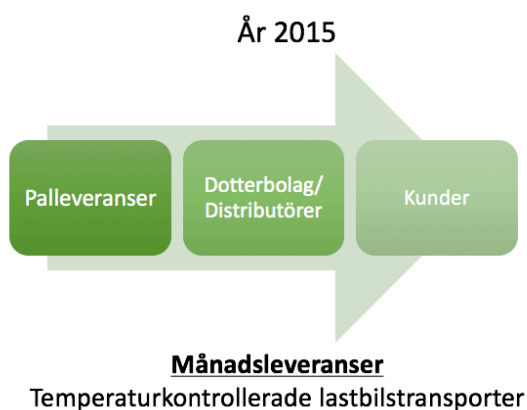 År 2015
Palleveranser
Dotterbolag/
Distributörer
Kunder
Månadsleveranser
Temperaturkontrollerade lastbilstransporter